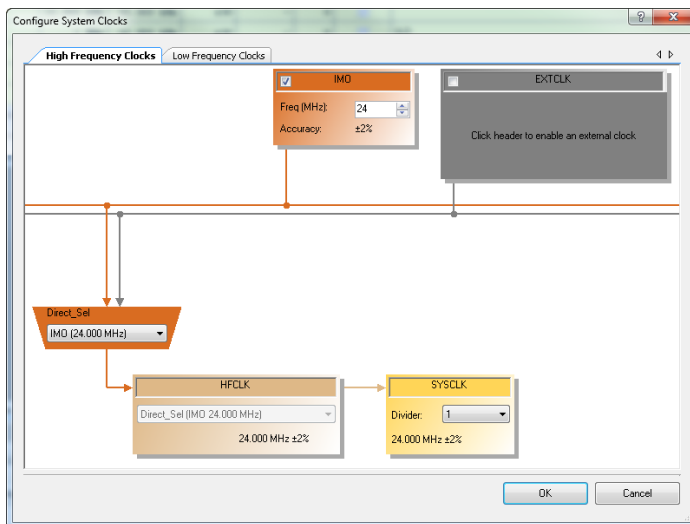 Configure System Clocks
High Frequency Clocks Low Frequency Clocks
IMO
Freq (MHz): 24
Accuracy: ±2%
EXTCLK
Click header to enable an external clock
Direct_Sel
IMO (24.000 MHz)
HFCLK
Direct_Sel (IMO 24.000 MHz)
24.000 MHz ±2%
SYSCLK
Divider: 1
24.000 MHz ±2%
OK Cancel